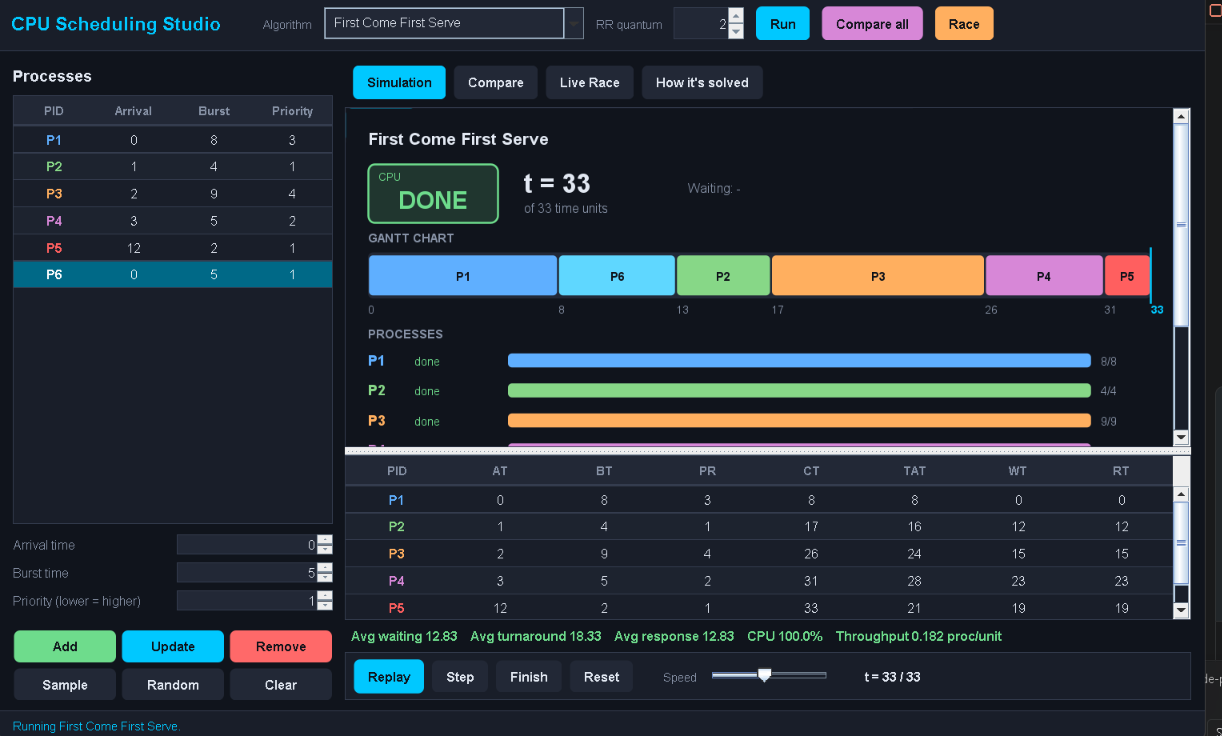 CPU Scheduling Studio Algorithm First Come First Serve RR quantum 2 Run Compare all Race
Processes
PID Arrival Burst Priority
P1 0 8 3
P2 1 4 1
P3 2 9 4
P4 3 5 2
P5 12 2 1
P6 0 5 1
Arrival time 0
Burst time 5
Priority (lower = higher) 1
Add Update Remove
Sample Random Clear
Simulation Compare Live Race How it's solved
First Come First Serve
CPU
DONE
t = 33
of 33 time units
Waiting: -
GANTT CHART
P1 P6 P2 P3 P4 P5
0 8 13 17 26 31 33
PROCESSES
P1 done 8/8
P2 done 4/4
P3 done 9/9
PID AT BT PR CT TAT WT RT
P1 0 8 3 8 8 0 0
P2 1 4 1 17 16 12 12
P3 2 9 4 26 24 15 15
P4 3 5 2 31 28 23 23
P5 12 2 1 33 21 19 19
Avg waiting 12.83 Avg turnaround 18.33 Avg response 12.83 CPU 100.0% Throughput 0.182 proc/unit
Replay Step Finish Reset Speed t = 33 / 33
Running First Come First Serve.